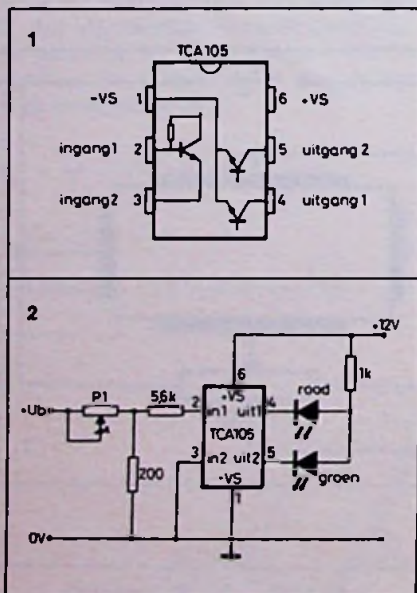 1
TCA105
-VS 1 6 +VS
ingang1 2 5 uitgang 2
ingang2 3 4 uitgang 1
2
+12V
1k
+Ub P1 5,6k 2 6 +VS in1 uit1 4 rood
TCA105
200 3 in2 uit2 5 groen
-VS
1
0V